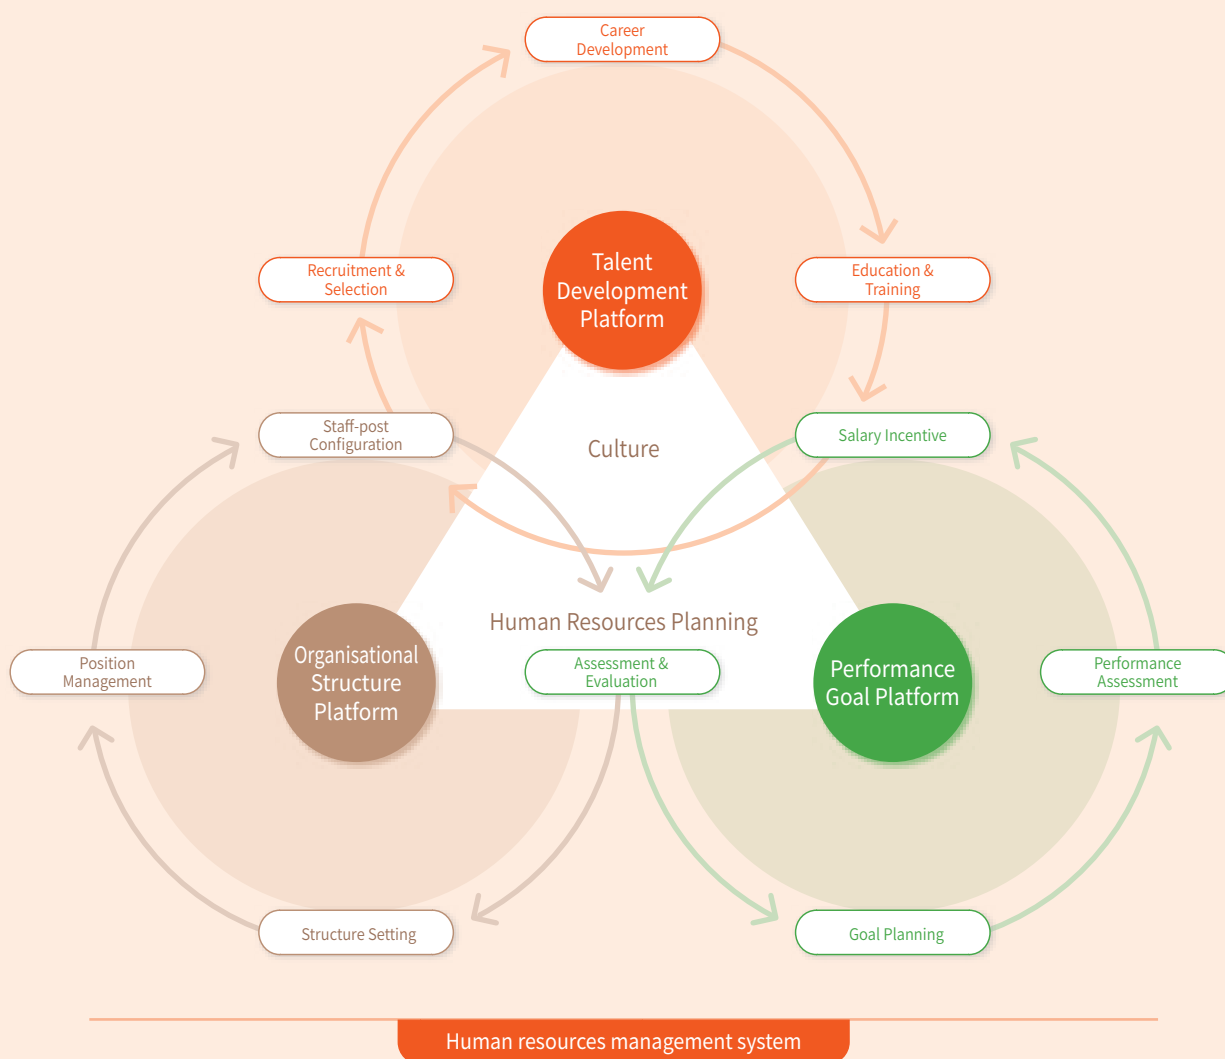 Career
Development
Talent
Development
Platform
Recruitment &
Selection
Education &
Training
Staff-post
Configuration
Culture
Salary Incentive
Human Resources Planning
Organisational
Structure
Platform
Position
Management
Assessment &
Evaluation
Performance
Goal Platform
Performance
Assessment
Structure Setting
Goal Planning
Human resources management system